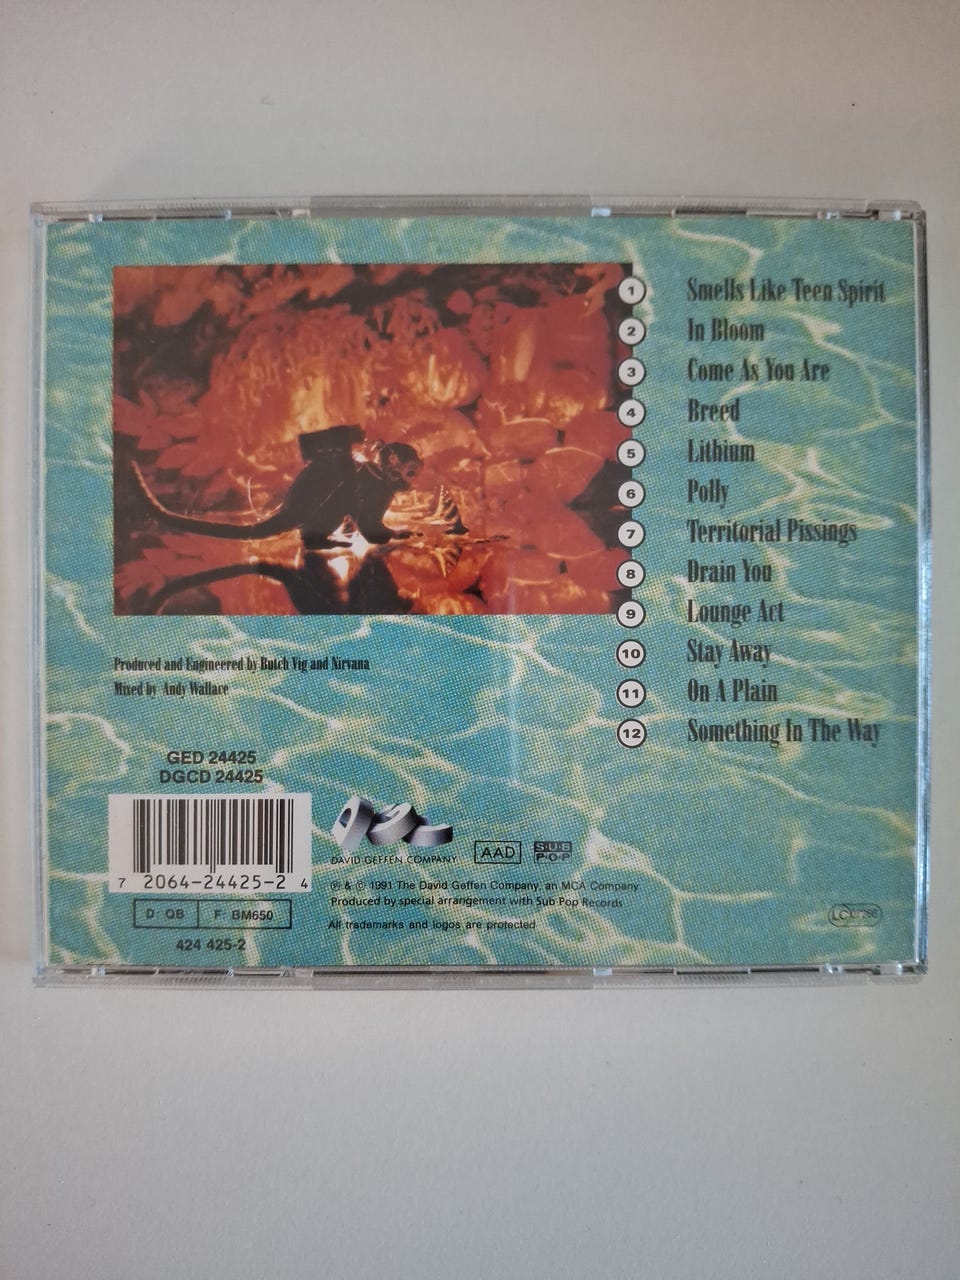 1 Smells Like Teen Spirit
2 In Bloom
3 Come As You Are
4 Breed
5 Lithium
6 Polly
7 Territorial Pissings
8 Drain You
9 Lounge Act
10 Stay Away
11 On A Plain
12 Something In The Way
Produced and Engineered by Butch Vig and Nirvana
Mixed by Andy Wallace
GED 24425
DGCD 24425
7 2064-24425-2 4
D: QB F: BM650
424 425-2
DGC
DAVID GEFFEN COMPANY
AAD
SUB
POP
℗ & © 1991 The David Geffen Company, an MCA Company
Produced by special arrangement with Sub Pop Records
All trademarks and logos are protected
LC